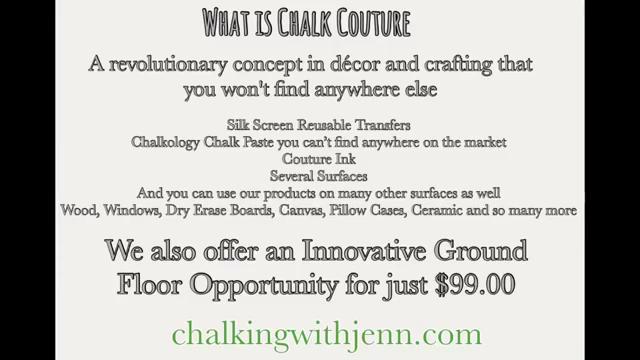 What is Chalk Couture
A revolutionary concept in décor and crafting that
you won't find anywhere else
Silk Screen Reusable Transfers
Chalkology Chalk Paste you can't find anywhere on the market
Couture Ink
Several Surfaces
And you can use our products on many other surfaces as well
Wood, Windows, Dry Erase Boards, Canvas, Pillow Cases, Ceramic and so many more
We also offer an Innovative Ground
Floor Opportunity for just $99.00
chalkingwithjenn.com